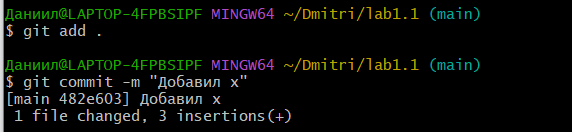 Даниил@LAPTOP-4FPBSIPF MINGW64 ~/Dmitri/lab1.1 (main)
$ git add .
Даниил@LAPTOP-4FPBSIPF MINGW64 ~/Dmitri/lab1.1 (main)
$ git commit -m "Добавил x"
[main 482e603] Добавил x
 1 file changed, 3 insertions(+)